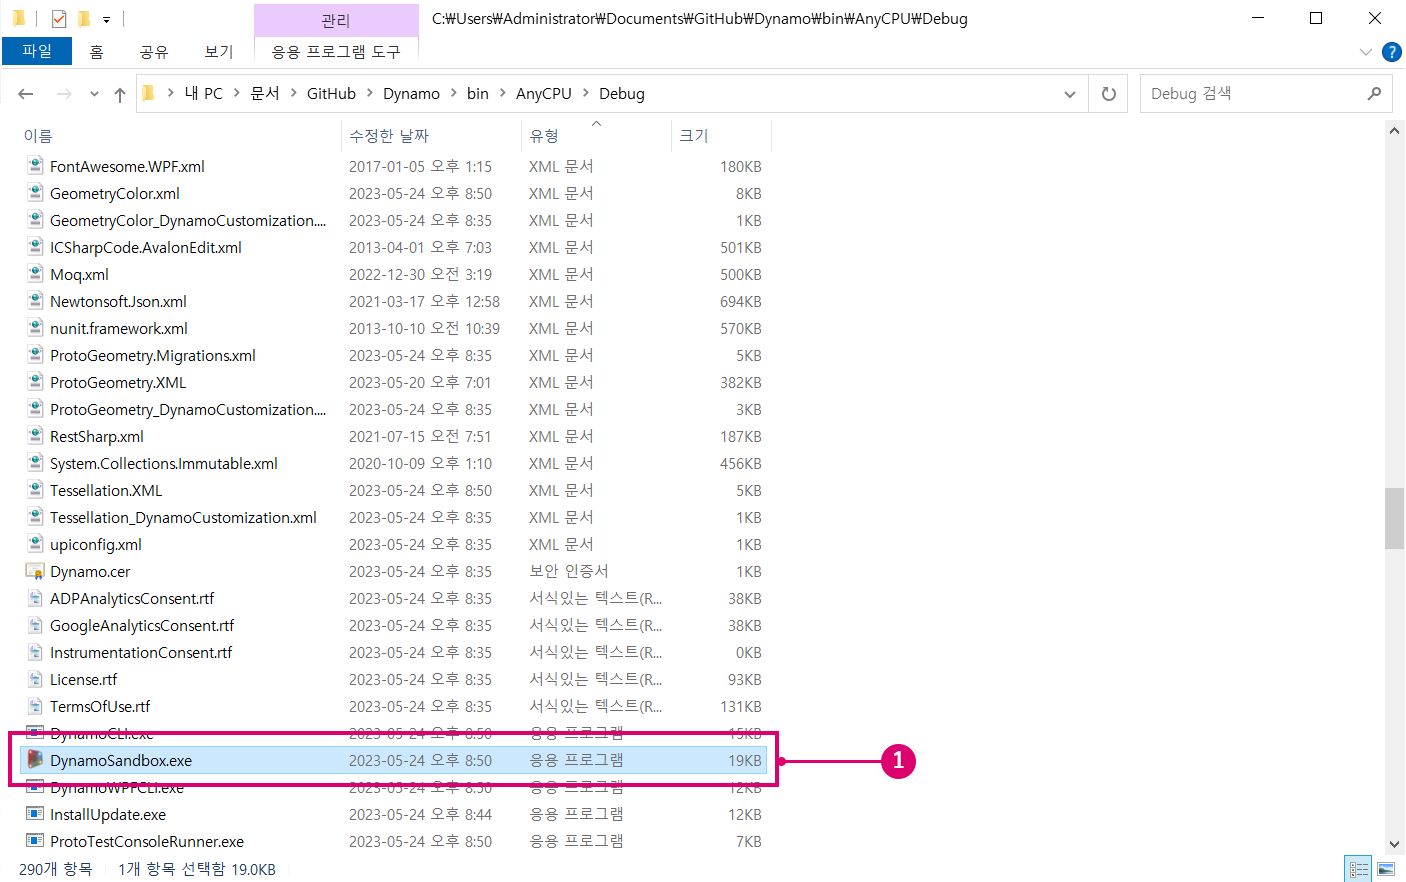 관리
C:₩Users₩Administrator₩Documents₩GitHub₩Dynamo₩bin₩AnyCPU₩Debug
파일 홈 공유 보기 응용 프로그램 도구 ?
내 PC > 문서 > GitHub > Dynamo > bin > AnyCPU > Debug
Debug 검색
이름 수정한 날짜 유형 크기
FontAwesome.WPF.xml 2017-01-05 오후 1:15 XML 문서 180KB
GeometryColor.xml 2023-05-24 오후 8:50 XML 문서 8KB
GeometryColor_DynamoCustomization.... 2023-05-24 오후 8:35 XML 문서 1KB
ICSharpCode.AvalonEdit.xml 2013-04-01 오후 7:03 XML 문서 501KB
Moq.xml 2022-12-30 오전 3:19 XML 문서 500KB
Newtonsoft.Json.xml 2021-03-17 오후 12:58 XML 문서 694KB
nunit.framework.xml 2013-10-10 오전 10:39 XML 문서 570KB
ProtoGeometry.Migrations.xml 2023-05-24 오후 8:35 XML 문서 5KB
ProtoGeometry.XML 2023-05-20 오후 7:01 XML 문서 382KB
ProtoGeometry_DynamoCustomization.... 2023-05-24 오후 8:35 XML 문서 3KB
RestSharp.xml 2021-07-15 오전 7:51 XML 문서 187KB
System.Collections.Immutable.xml 2020-10-09 오후 1:10 XML 문서 456KB
Tessellation.XML 2023-05-24 오후 8:50 XML 문서 5KB
Tessellation_DynamoCustomization.xml 2023-05-24 오후 8:35 XML 문서 1KB
upiconfig.xml 2023-05-24 오후 8:35 XML 문서 1KB
Dynamo.cer 2023-05-24 오후 8:35 보안 인증서 1KB
ADPAnalyticsConsent.rtf 2023-05-24 오후 8:35 서식있는 텍스트(R... 38KB
GoogleAnalyticsConsent.rtf 2023-05-24 오후 8:35 서식있는 텍스트(R... 38KB
InstrumentationConsent.rtf 2023-05-24 오후 8:35 서식있는 텍스트(R... 0KB
License.rtf 2023-05-24 오후 8:35 서식있는 텍스트(R... 93KB
TermsOfUse.rtf 2023-05-24 오후 8:35 서식있는 텍스트(R... 131KB
DynamoCLI.exe 2023-05-24 오후 8:50 응용 프로그램 15KB
DynamoSandbox.exe 2023-05-24 오후 8:50 응용 프로그램 19KB
1
DynamoWPFCLI.exe 2023-05-24 오후 8:50 응용 프로그램 12KB
InstallUpdate.exe 2023-05-24 오후 8:44 응용 프로그램 12KB
ProtoTestConsoleRunner.exe 2023-05-24 오후 8:50 응용 프로그램 7KB
290개 항목 1개 항목 선택함 19.0KB